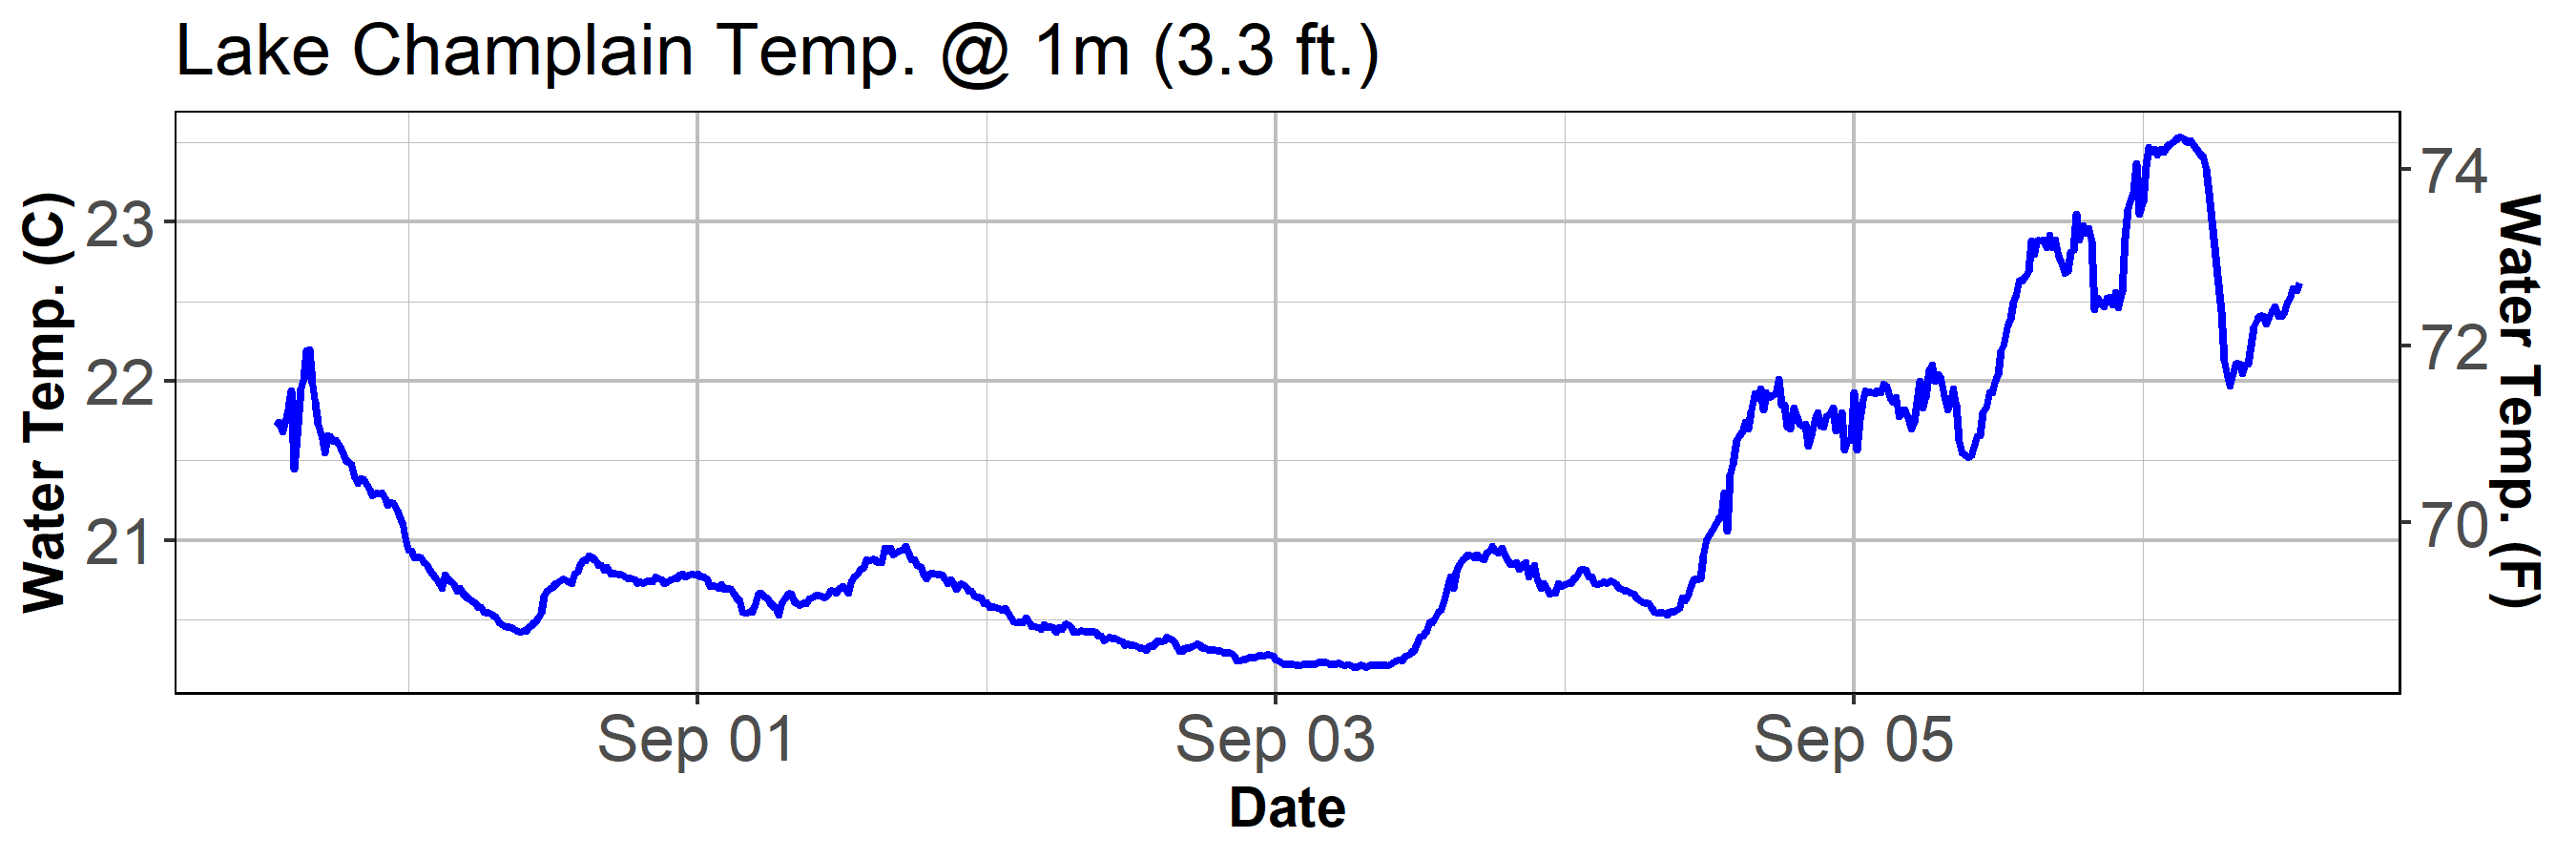 Lake Champlain Temp. @ 1m (3.3 ft.)
Water Temp. (C)
23
22
21
74
72
70
Water Temp. (F)
Sep 01
Sep 03
Sep 05
Date